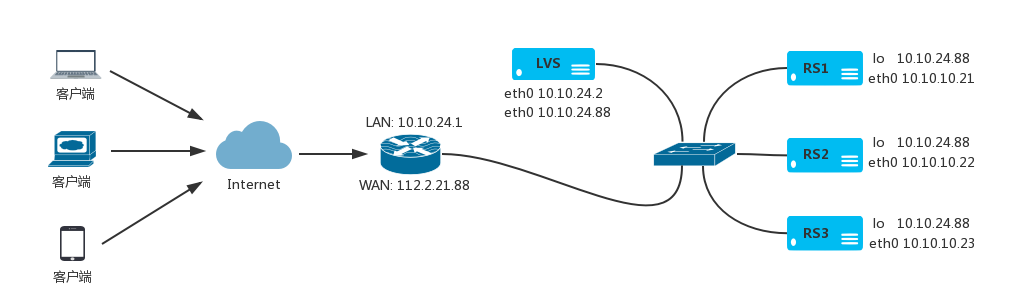 客户端
客户端
客户端
Internet
LAN: 10.10.24.1
WAN: 112.2.21.88
LVS
eth0 10.10.24.2
eth0 10.10.24.88
RS1
lo 10.10.24.88
eth0 10.10.10.21
RS2
lo 10.10.24.88
eth0 10.10.10.22
RS3
lo 10.10.24.88
eth0 10.10.10.23